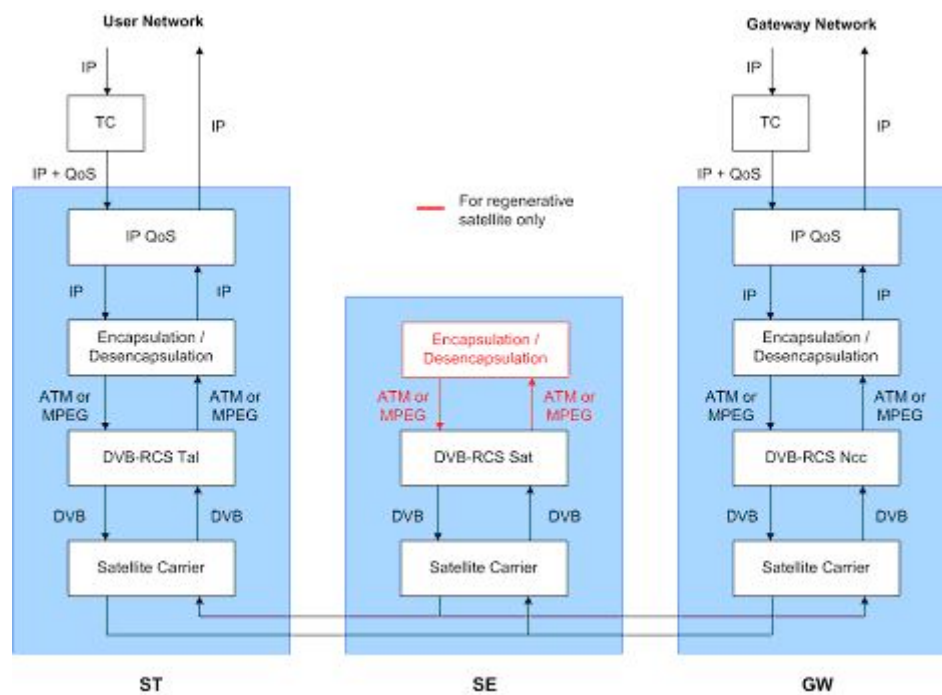 User Network
Gateway Network
IP
IP
TC
IP
TC
IP
IP + QoS
IP + QoS
For regenerative
satellite only
IP QoS
IP QoS
IP
IP
IP
IP
Encapsulation /
Desencapsulation
Encapsulation /
Desencapsulation
Encapsulation /
Desencapsulation
ATM or
MPEG
ATM or
MPEG
ATM or
MPEG
ATM or
MPEG
ATM or
MPEG
ATM or
MPEG
DVB-RCS Tal
DVB-RCS Sat
DVB-RCS Ncc
DVB
DVB
DVB
DVB
DVB
DVB
Satellite Carrier
Satellite Carrier
Satellite Carrier
ST
SE
GW